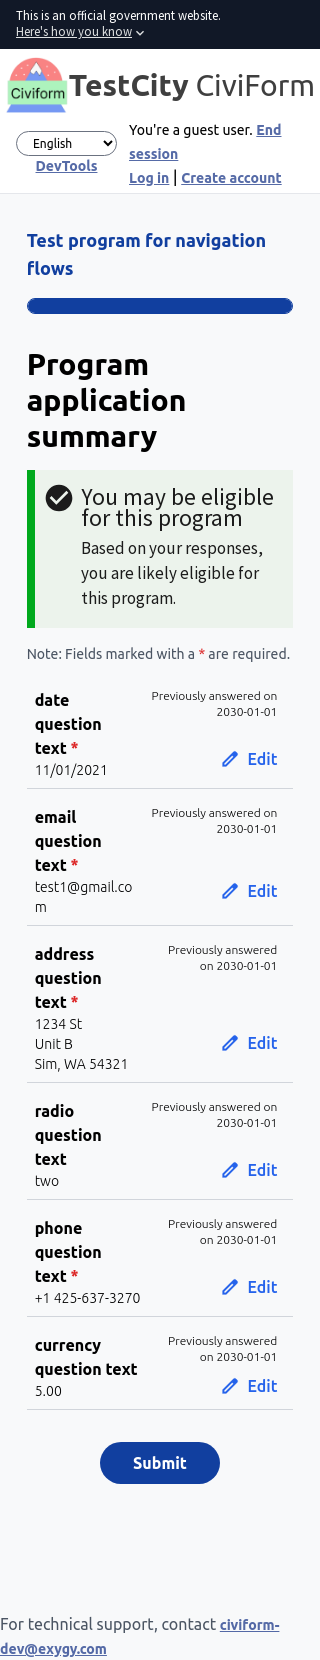 This is an official government website.
Here's how you know
Civiform
TestCity CiviForm
English
DevTools
You're a guest user. End
session
Log in | Create account
Test program for navigation
flows
Program
application
summary
You may be eligible
for this program
Based on your responses,
you are likely eligible for
this program.
Note: Fields marked with a * are required.
date
question
text *
11/01/2021
Previously answered on
2030-01-01
Edit
email
question
text *
test1@gmail.co
m
Previously answered on
2030-01-01
Edit
address
question
text *
1234 St
Unit B
Sim, WA 54321
Previously answered
on 2030-01-01
Edit
radio
question
text
two
Previously answered on
2030-01-01
Edit
phone
question
text *
+1 425-637-3270
Previously answered
on 2030-01-01
Edit
currency
question text
5.00
Previously answered
on 2030-01-01
Edit
Submit
For technical support, contact civiform-
dev@exygy.com